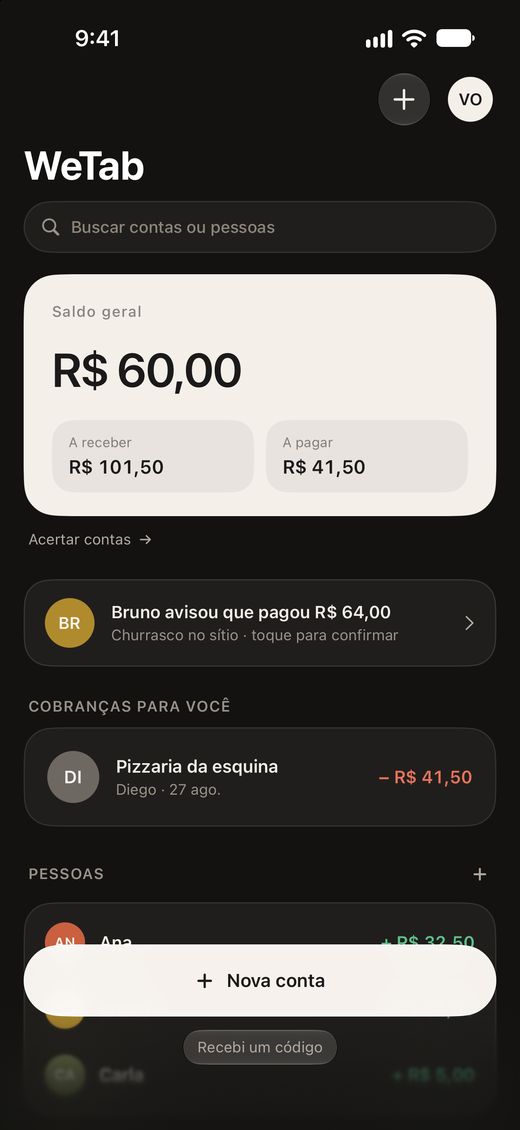 9:41
VO
WeTab
Buscar contas ou pessoas
Saldo geral
R$ 60,00
A receber
R$ 101,50
A pagar
R$ 41,50
Acertar contas →
BR
Bruno avisou que pagou R$ 64,00
Churrasco no sítio · toque para confirmar
COBRANÇAS PARA VOCÊ
DI
Pizzaria da esquina
Diego · 27 ago.
– R$ 41,50
PESSOAS +
AN
Ana
+ R$ 32,50
+ Nova conta
Recebi um código
CA
Carla
+ R$ 5,00